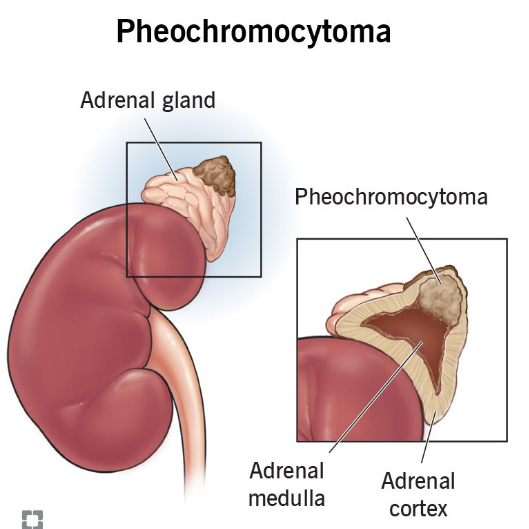 Pheochromocytoma
Adrenal gland
Pheochromocytoma
Adrenal
medulla
Adrenal
cortex